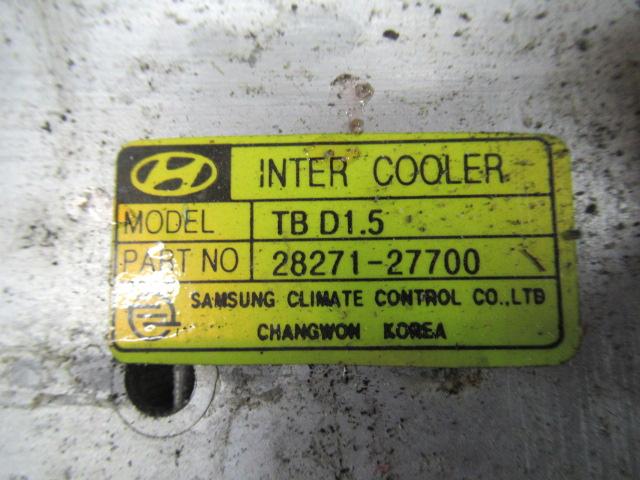 INTER COOLER
MODEL TB D1.5
PART NO 28271-27700
SAMSUNG CLIMATE CONTROL CO.,LTD
CHANGWON KOREA